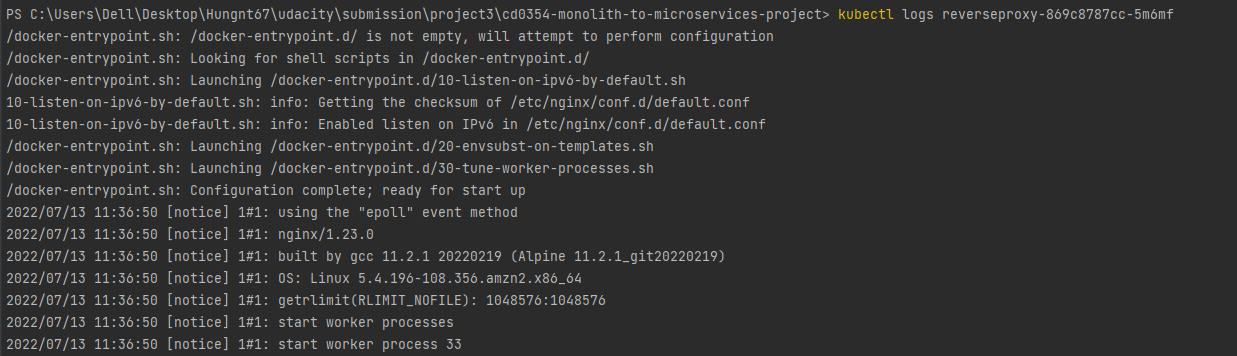 PS C:\Users\Dell\Desktop\Hungnt67\udacity\submission\project3\cd0354-monolith-to-microservices-project> kubectl logs reverseproxy-869c8787cc-5m6mf
/docker-entrypoint.sh: /docker-entrypoint.d/ is not empty, will attempt to perform configuration
/docker-entrypoint.sh: Looking for shell scripts in /docker-entrypoint.d/
/docker-entrypoint.sh: Launching /docker-entrypoint.d/10-listen-on-ipv6-by-default.sh
10-listen-on-ipv6-by-default.sh: info: Getting the checksum of /etc/nginx/conf.d/default.conf
10-listen-on-ipv6-by-default.sh: info: Enabled listen on IPv6 in /etc/nginx/conf.d/default.conf
/docker-entrypoint.sh: Launching /docker-entrypoint.d/20-envsubst-on-templates.sh
/docker-entrypoint.sh: Launching /docker-entrypoint.d/30-tune-worker-processes.sh
/docker-entrypoint.sh: Configuration complete; ready for start up
2022/07/13 11:36:50 [notice] 1#1: using the "epoll" event method
2022/07/13 11:36:50 [notice] 1#1: nginx/1.23.0
2022/07/13 11:36:50 [notice] 1#1: built by gcc 11.2.1 20220219 (Alpine 11.2.1_git20220219)
2022/07/13 11:36:50 [notice] 1#1: OS: Linux 5.4.196-108.356.amzn2.x86_64
2022/07/13 11:36:50 [notice] 1#1: getrlimit(RLIMIT_NOFILE): 1048576:1048576
2022/07/13 11:36:50 [notice] 1#1: start worker processes
2022/07/13 11:36:50 [notice] 1#1: start worker process 33